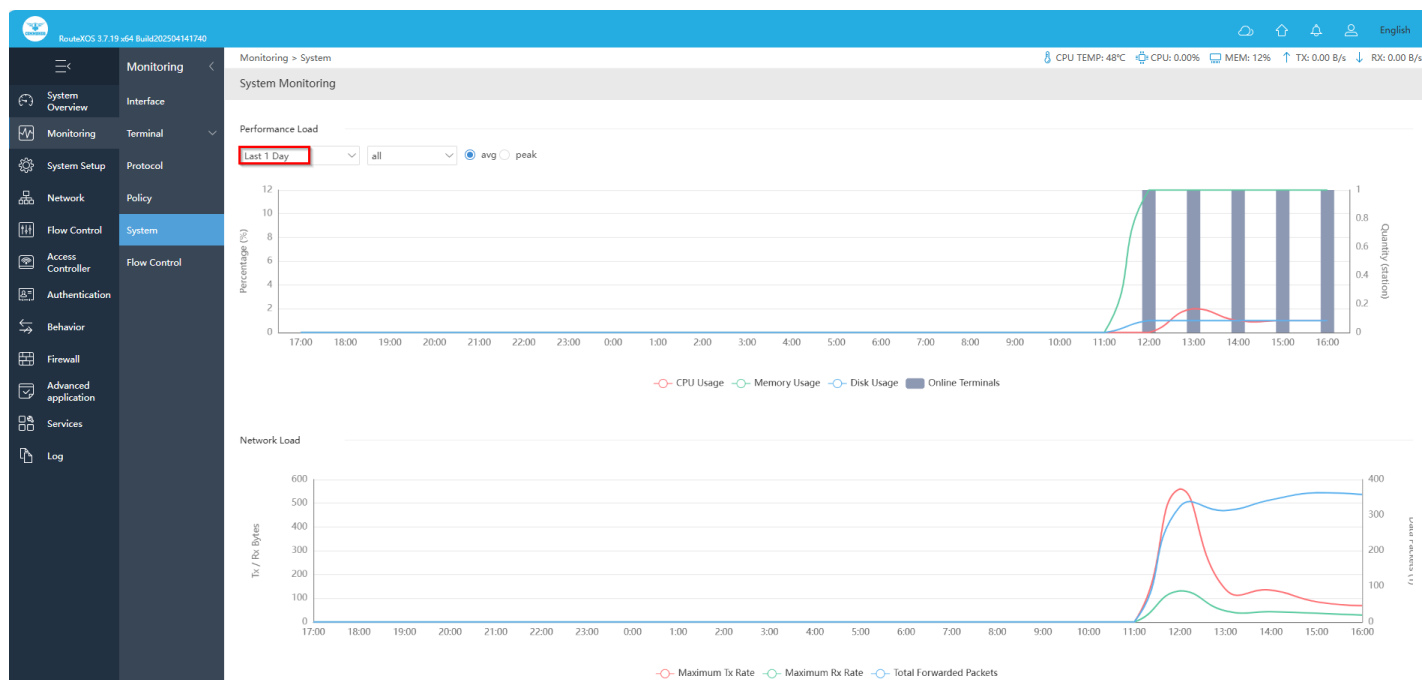 RouteXOS 3.7.19 x64 Build202504141740
English
Monitoring
System Overview
Monitoring
System Setup
Network
Flow Control
Access Controller
Authentication
Behavior
Firewall
Advanced application
Services
Log
Interface
Terminal
Protocol
Policy
System
Flow Control
Monitoring > System
CPU TEMP: 48°C CPU: 0.00% MEM: 12% TX: 0.00 B/s RX: 0.00 B/s
System Monitoring
Performance Load
Last 1 Day all avg peak
Percentage (%)
12
10
8
6
4
2
0
1
0.8
0.6
0.4
0.2
0
Quantity (station)
17:00 18:00 19:00 20:00 21:00 22:00 23:00 0:00 1:00 2:00 3:00 4:00 5:00 6:00 7:00 8:00 9:00 10:00 11:00 12:00 13:00 14:00 15:00 16:00
CPU Usage Memory Usage Disk Usage Online Terminals
Network Load
Tx / Rx Bytes
600
500
400
300
200
100
0
400
300
200
100
0
17:00 18:00 19:00 20:00 21:00 22:00 23:00 0:00 1:00 2:00 3:00 4:00 5:00 6:00 7:00 8:00 9:00 10:00 11:00 12:00 13:00 14:00 15:00 16:00
Maximum Tx Rate Maximum Rx Rate Total Forwarded Packets